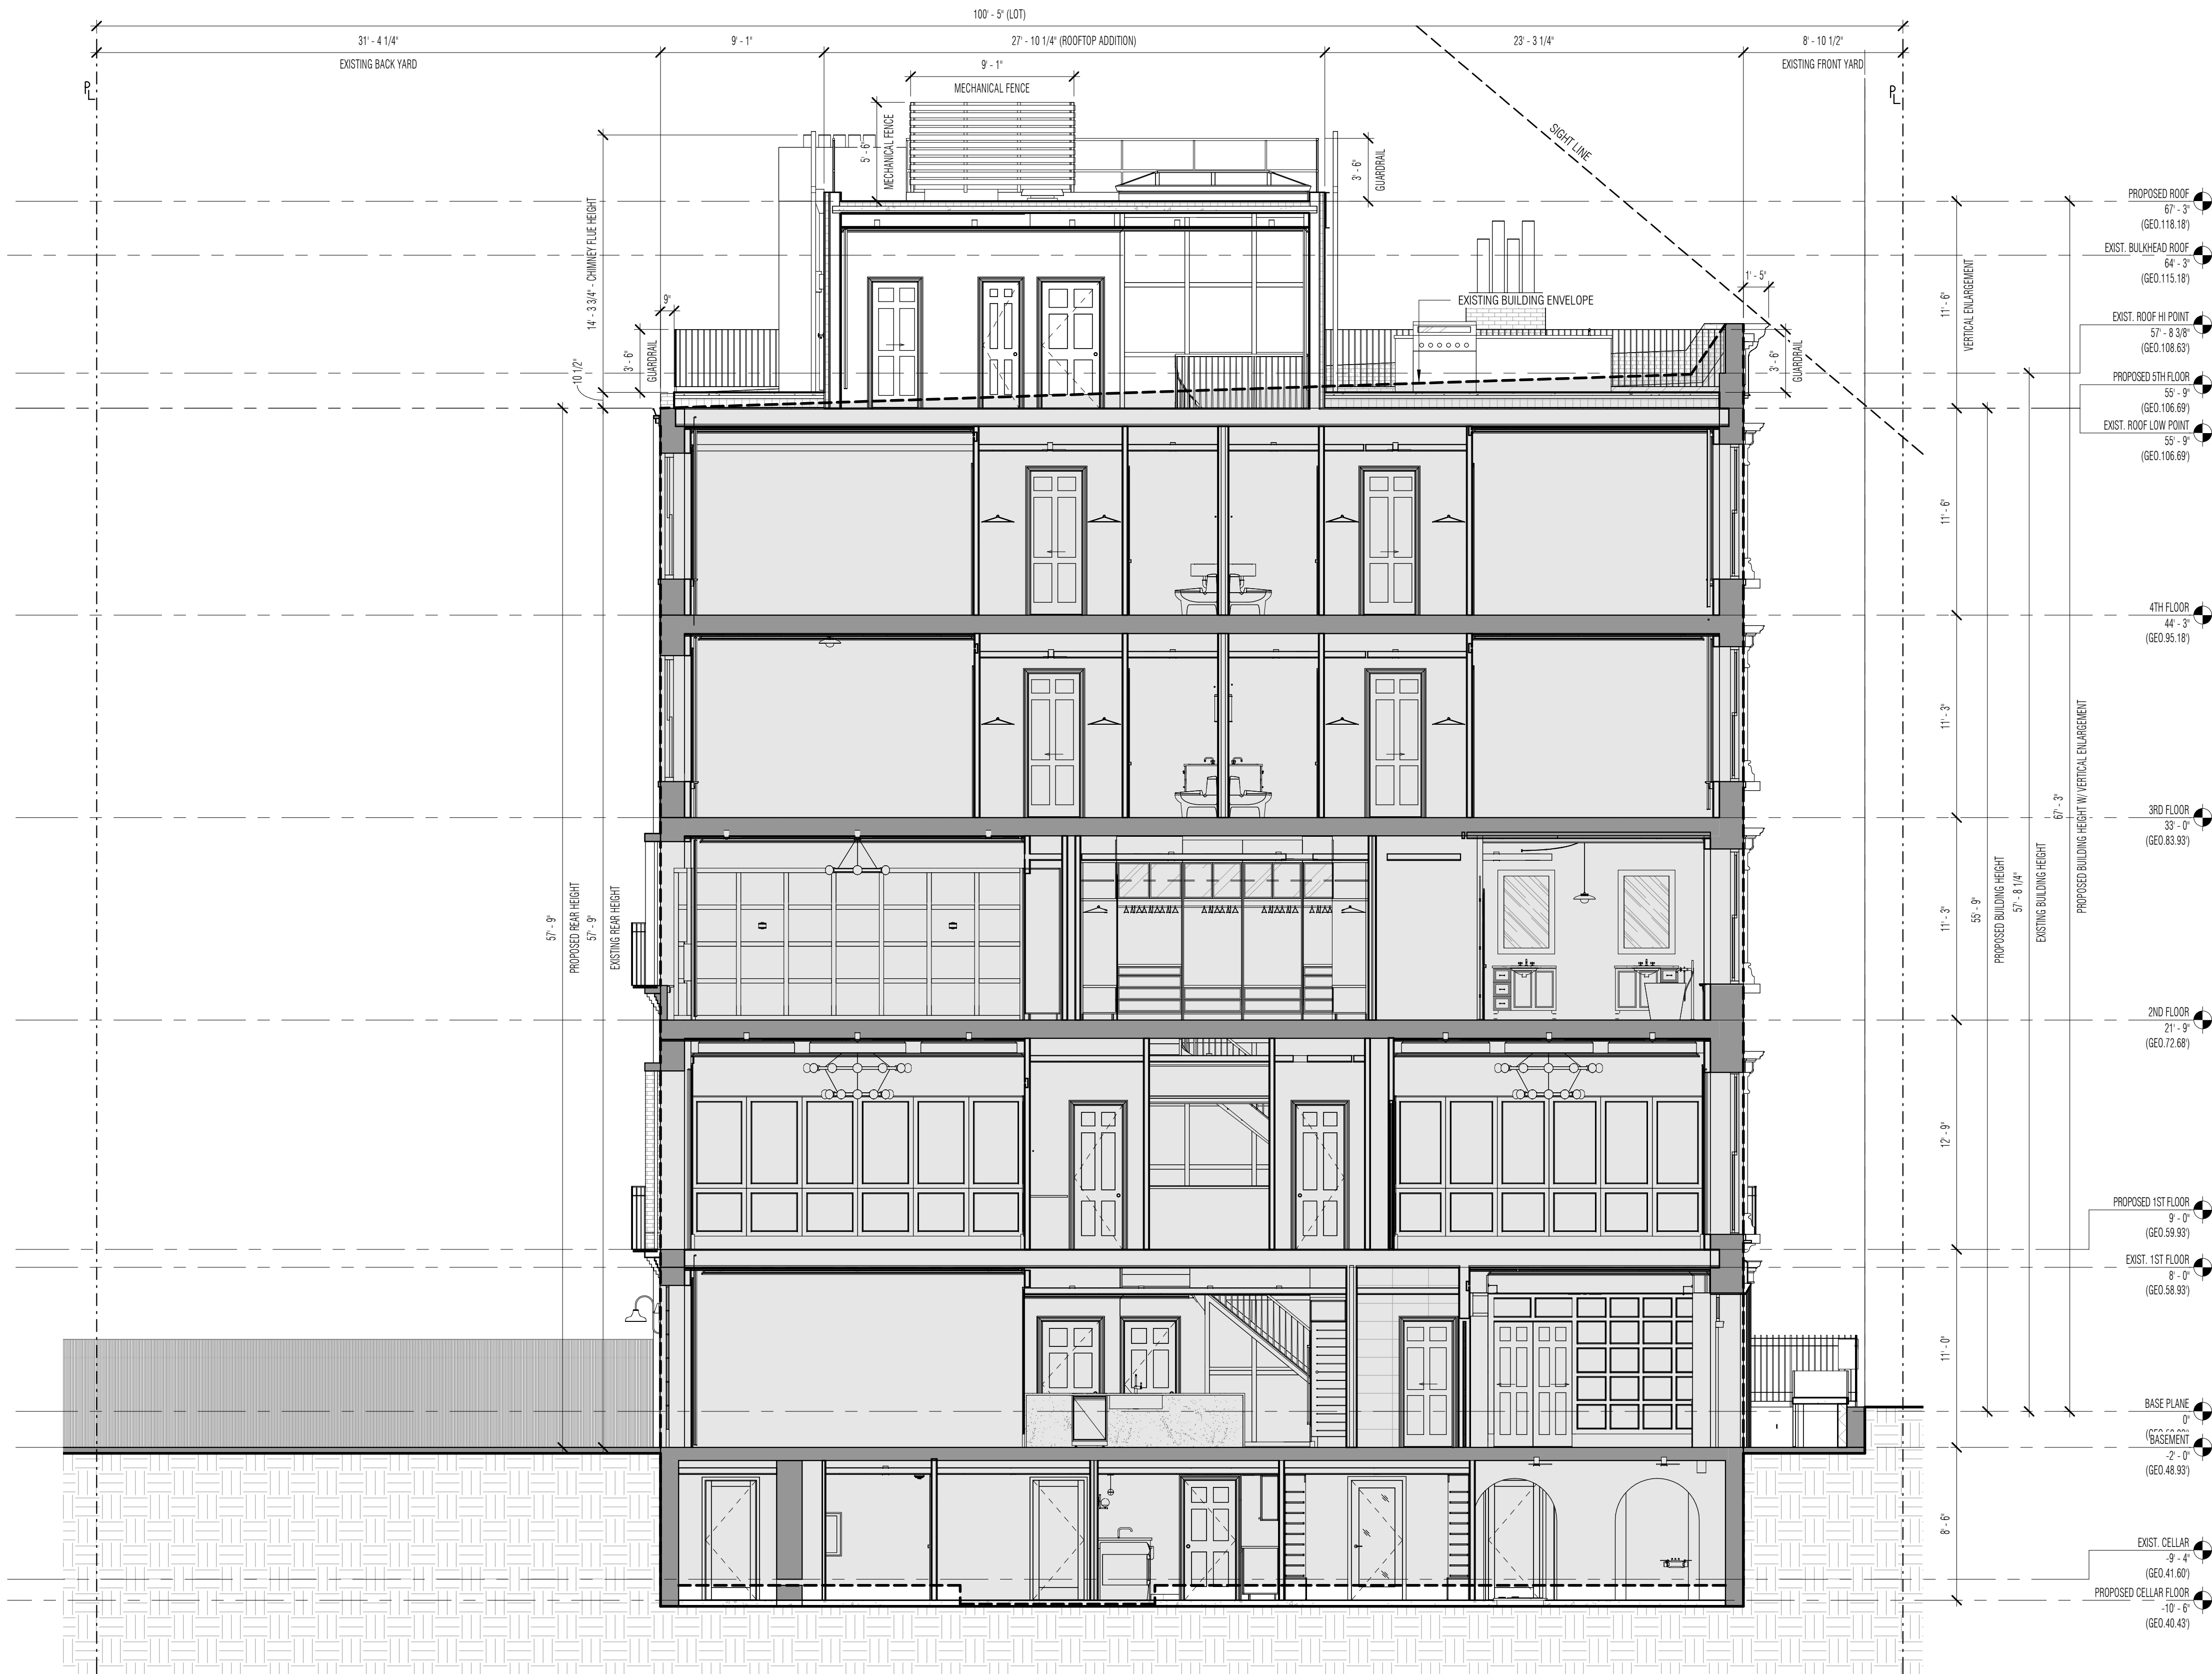 100' - 5" (LOT)
31' - 4 1/4"
9' - 1"
27' - 10 1/4" (ROOFTOP ADDITION)
23' - 3 1/4"
8' - 10 1/2"
EXISTING BACK YARD
EXISTING FRONT YARD
PL
PL
9' - 1"
MECHANICAL FENCE
5' - 6"
MECHANICAL FENCE
3' - 6"
GUARDRAIL
SIGHT LINE
14' - 3 3/4" - CHIMNEY FLUE HEIGHT
9"
3' - 6"
GUARDRAIL
10 1/2"
EXISTING BUILDING ENVELOPE
1' - 5"
3' - 6"
GUARDRAIL
11' - 6"
VERTICAL ENLARGEMENT
11' - 6"
11' - 3"
11' - 3"
12' - 9"
11' - 0"
8' - 6"
57' - 9"
PROPOSED REAR HEIGHT
57' - 9"
EXISTING REAR HEIGHT
55' - 9"
PROPOSED BUILDING HEIGHT
57' - 8 1/4"
EXISTING BUILDING HEIGHT
67' - 3"
PROPOSED BUILDING HEIGHT W/ VERTICAL ENLARGEMENT
PROPOSED ROOF
67' - 3"
(GEO.118.18')
EXIST. BULKHEAD ROOF
64' - 3"
(GEO.115.18')
EXIST. ROOF HI POINT
57' - 8 3/8"
(GEO.108.63')
PROPOSED 5TH FLOOR
55' - 9"
(GEO.106.69')
EXIST. ROOF LOW POINT
55' - 9"
(GEO.106.69')
4TH FLOOR
44' - 3"
(GEO.95.18')
3RD FLOOR
33' - 0"
(GEO.83.93')
2ND FLOOR
21' - 9"
(GEO.72.68')
PROPOSED 1ST FLOOR
9' - 0"
(GEO.59.93')
EXIST. 1ST FLOOR
8' - 0"
(GEO.58.93')
BASE PLANE
0"
BASEMENT
-2' - 0"
(GEO.48.93')
EXIST. CELLAR
-9' - 4"
(GEO.41.60')
PROPOSED CELLAR FLOOR
-10' - 6"
(GEO.40.43')